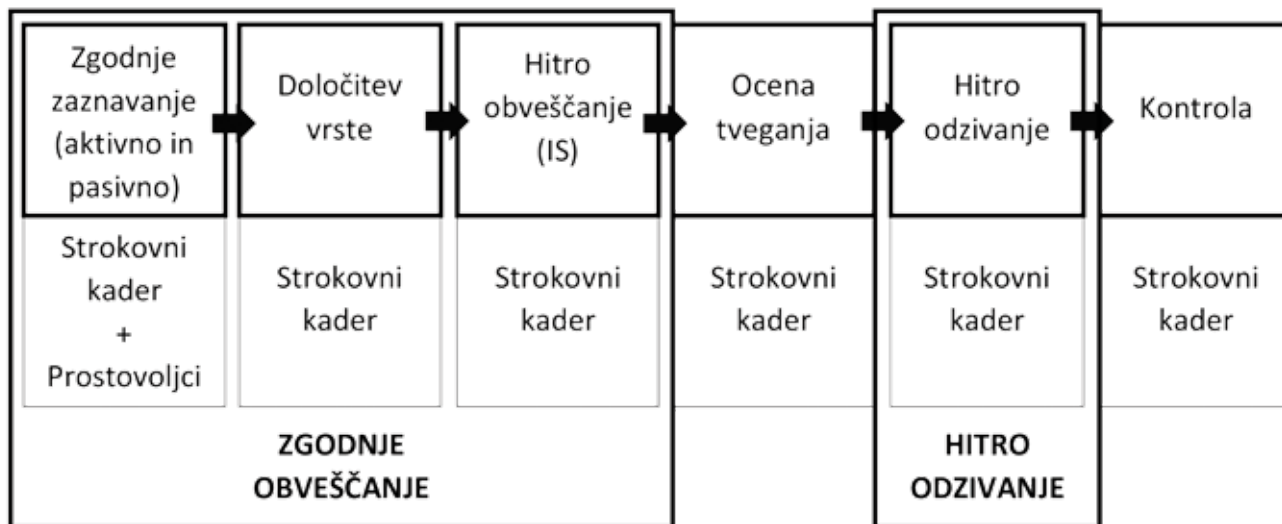 Zgodnje
zaznavanje
(aktivno in
pasivno)
Določitev
vrste
Hitro
obveščanje
(IS)
Ocena
tveganja
Hitro
odzivanje
Kontrola
Strokovni
kader
+
Prostovoljci
Strokovni
kader
Strokovni
kader
Strokovni
kader
Strokovni
kader
Strokovni
kader
ZGODNJE
OBVEŠČANJE
HITRO
ODZIVANJE